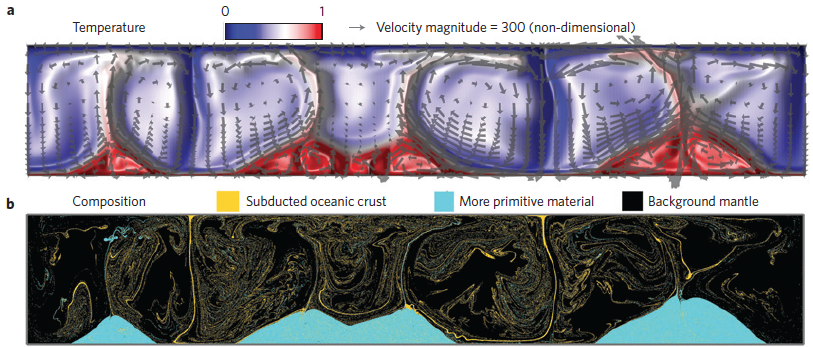 a
0 1
Temperature
Velocity magnitude = 300 (non-dimensional)
b
Composition
Subducted oceanic crust
More primitive material
Background mantle